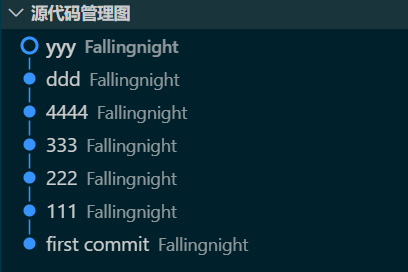 源代码管理图
yyy Fallingnight
ddd Fallingnight
4444 Fallingnight
333 Fallingnight
222 Fallingnight
111 Fallingnight
first commit Fallingnight